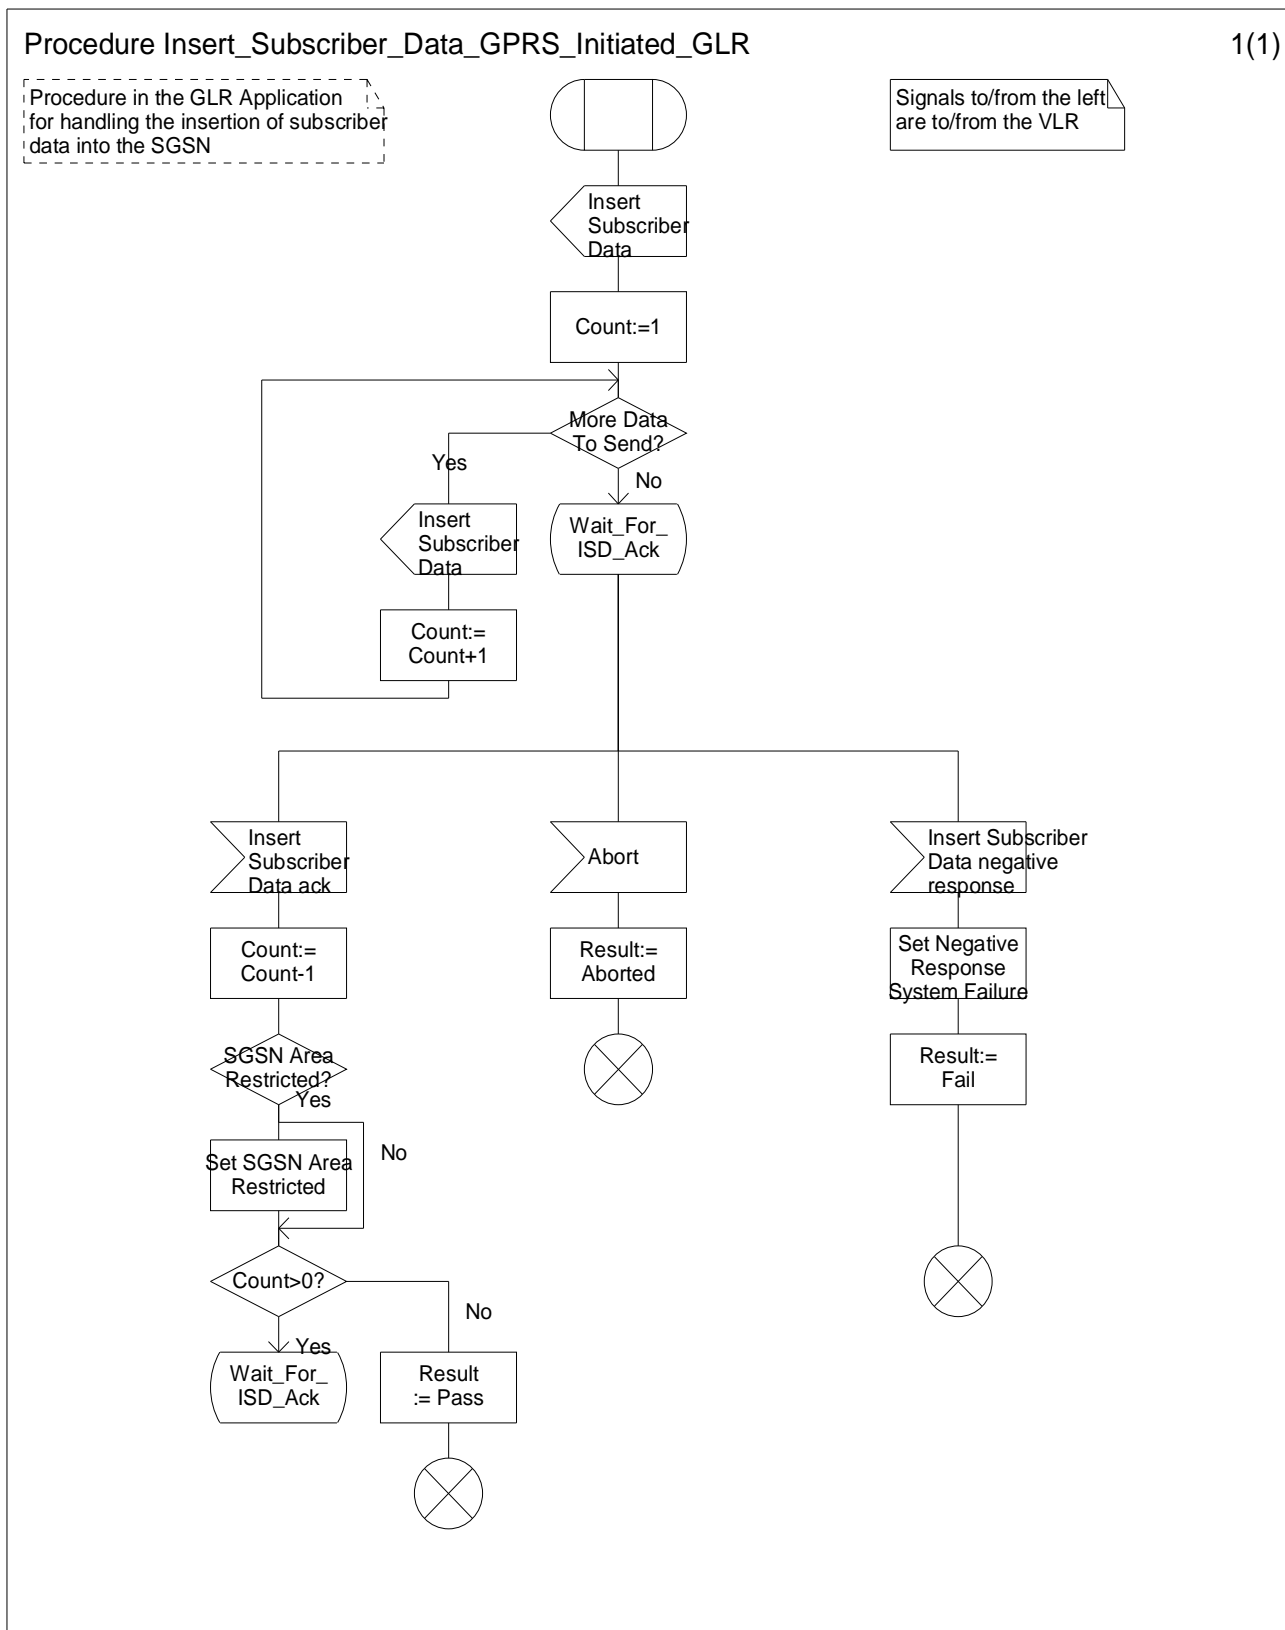 Procedure Insert_Subscriber_Data_GPRS_Initiated_GLR
1(1)
Procedure in the GLR Application
for handling the insertion of subscriber
data into the SGSN
Signals to/from the left
are to/from the VLR
Insert
Subscriber
Data
Count:=1
More Data
To Send?
Yes
No
Insert
Subscriber
Data
Wait_For_
ISD_Ack
Count:=
Count+1
Insert
Subscriber
Data ack
Abort
Insert Subscriber
Data negative
response
Count:=
Count-1
Result:=
Aborted
Set Negative
Response
System Failure
SGSN Area
Restricted?
Yes
Result:=
Fail
No
Set SGSN Area
Restricted
Count>0?
No
Yes
Wait_For_
ISD_Ack
Result
:= Pass